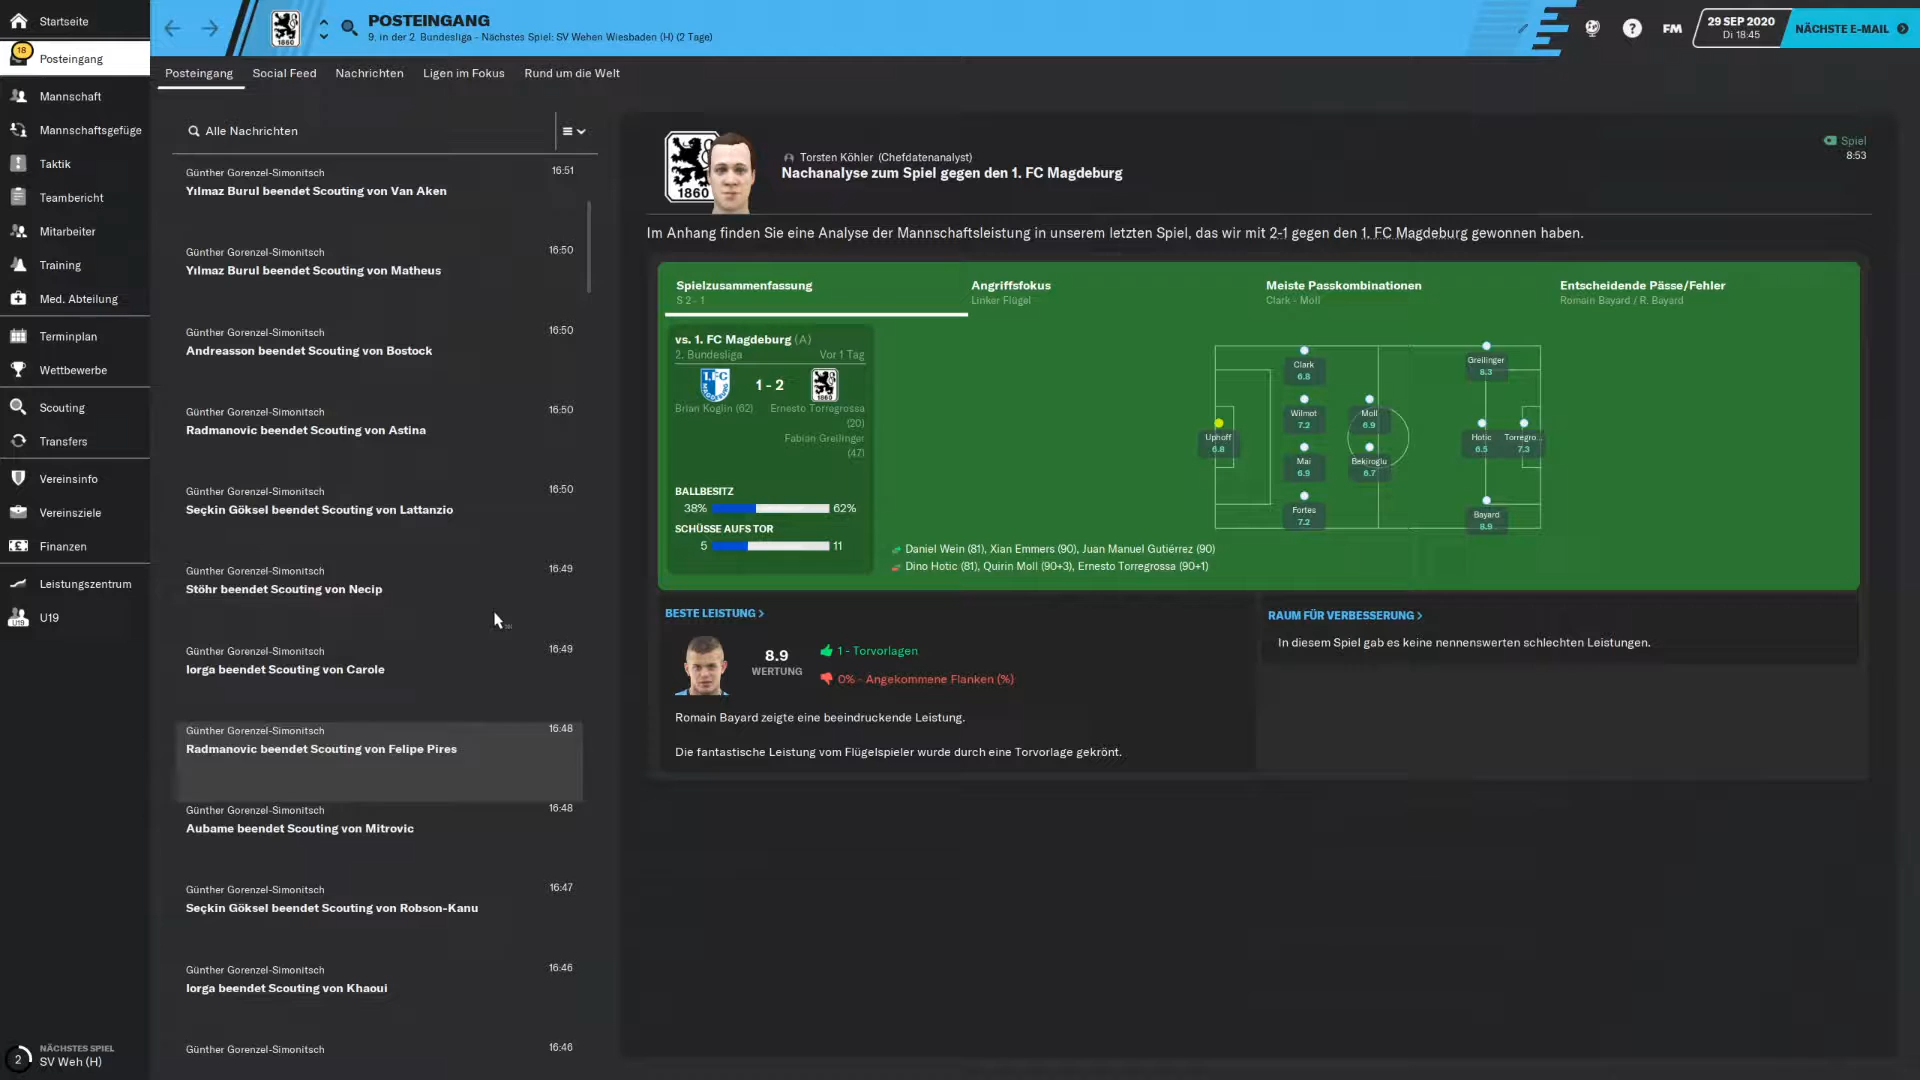 Startseite
18
Posteingang
Mannschaft
Mannschaftsgefüge
Taktik
Teambericht
Mitarbeiter
Training
Med. Abteilung
Terminplan
Wettbewerbe
Scouting
Transfers
Vereinsinfo
Vereinsziele
Finanzen
Leistungszentrum
U19
2
NÄCHSTES SPIEL
SV Weh (H)
1860
POSTEINGANG
9. in der 2. Bundesliga - Nächstes Spiel: SV Wehen Wiesbaden (H) (2 Tage)
?
FM
29 SEP 2020
Di 18:45
NÄCHSTE E-MAIL
Posteingang
Social Feed
Nachrichten
Ligen im Fokus
Rund um die Welt
Alle Nachrichten
Günther Gorenzel-Simonitsch 16:51
Yılmaz Burul beendet Scouting von Van Aken
Günther Gorenzel-Simonitsch 16:50
Yılmaz Burul beendet Scouting von Matheus
Günther Gorenzel-Simonitsch 16:50
Andreasson beendet Scouting von Bostock
Günther Gorenzel-Simonitsch 16:50
Radmanovic beendet Scouting von Astina
Günther Gorenzel-Simonitsch 16:50
Seçkin Göksel beendet Scouting von Lattanzio
Günther Gorenzel-Simonitsch 16:49
Stöhr beendet Scouting von Necip
Günther Gorenzel-Simonitsch 16:49
Iorga beendet Scouting von Carole
Günther Gorenzel-Simonitsch 16:48
Radmanovic beendet Scouting von Felipe Pires
Günther Gorenzel-Simonitsch 16:48
Aubame beendet Scouting von Mitrovic
Günther Gorenzel-Simonitsch 16:47
Seçkin Göksel beendet Scouting von Robson-Kanu
Günther Gorenzel-Simonitsch 16:46
Iorga beendet Scouting von Khaoui
Günther Gorenzel-Simonitsch 16:46
1860
Torsten Köhler (Chefdatenanalyst)
Nachanalyse zum Spiel gegen den 1. FC Magdeburg
Spiel
8:53
Im Anhang finden Sie eine Analyse der Mannschaftsleistung in unserem letzten Spiel, das wir mit 2-1 gegen den 1. FC Magdeburg gewonnen haben.
Spielzusammenfassung
S 2 - 1
Angriffsfokus
Linker Flügel
Meiste Passkombinationen
Clark - Moll
Entscheidende Pässe/Fehler
Romain Bayard / R. Bayard
vs. 1. FC Magdeburg (A)
2. Bundesliga Vor 1 Tag
1 - 2
Brian Koglin (62)
Ernesto Torregrossa
(20)
Fabian Greilinger
(47)
BALLBESITZ
38% 62%
SCHÜSSE AUFS TOR
5 11
Uphoff
6.8
Clark
6.8
Wilmot
7.2
Mai
6.9
Fortes
7.2
Moll
6.9
Bekiroglu
6.7
Greilinger
8.3
Hotic
6.5
Torregro...
7.3
Bayard
8.9
Daniel Wein (81), Xian Emmers (90), Juan Manuel Gutiérrez (90)
Dino Hotic (81), Quirin Moll (90+3), Ernesto Torregrossa (90+1)
BESTE LEISTUNG >
8.9
WERTUNG
1 - Torvorlagen
0% - Angekommene Flanken (%)
Romain Bayard zeigte eine beeindruckende Leistung.
Die fantastische Leistung vom Flügelspieler wurde durch eine Torvorlage gekrönt.
RAUM FÜR VERBESSERUNG >
In diesem Spiel gab es keine nennenswerten schlechten Leistungen.